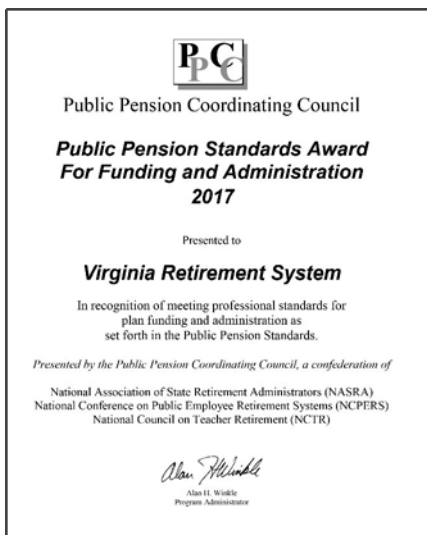 PPCC
Public Pension Coordinating Council
Public Pension Standards Award
For Funding and Administration
2017
Presented to
Virginia Retirement System
In recognition of meeting professional standards for
plan funding and administration as
set forth in the Public Pension Standards.
Presented by the Public Pension Coordinating Council, a confederation of
National Association of State Retirement Administrators (NASRA)
National Conference on Public Employee Retirement Systems (NCPERS)
National Council on Teacher Retirement (NCTR)
Alan H Winkle
Alan H. Winkle
Program Administrator